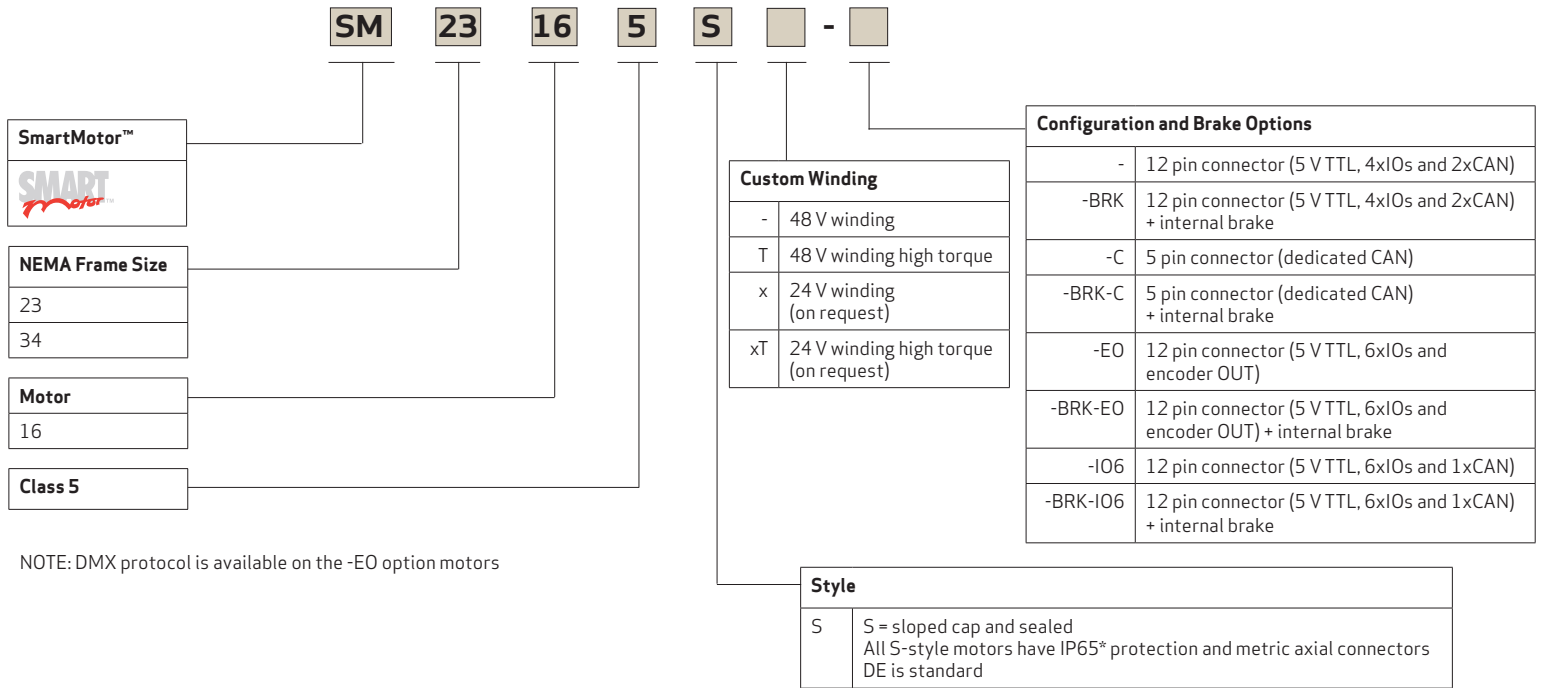 SM 23 16 5 S -
SmartMotor™
SMART
motor™
NEMA Frame Size
23
34
Motor
16
Class 5
NOTE: DMX protocol is available on the -EO option motors
Custom Winding
- 48 V winding
T 48 V winding high torque
x 24 V winding
(on request)
xT 24 V winding high torque
(on request)
Configuration and Brake Options
- 12 pin connector (5 V TTL, 4xIOs and 2xCAN)
-BRK 12 pin connector (5 V TTL, 4xIOs and 2xCAN)
+ internal brake
-C 5 pin connector (dedicated CAN)
-BRK-C 5 pin connector (dedicated CAN)
+ internal brake
-EO 12 pin connector (5 V TTL, 6xIOs and
encoder OUT)
-BRK-EO 12 pin connector (5 V TTL, 6xIOs and
encoder OUT) + internal brake
-IO6 12 pin connector (5 V TTL, 6xIOs and 1xCAN)
-BRK-IO6 12 pin connector (5 V TTL, 6xIOs and 1xCAN)
+ internal brake
Style
S S = sloped cap and sealed
All S-style motors have IP65* protection and metric axial connectors
DE is standard